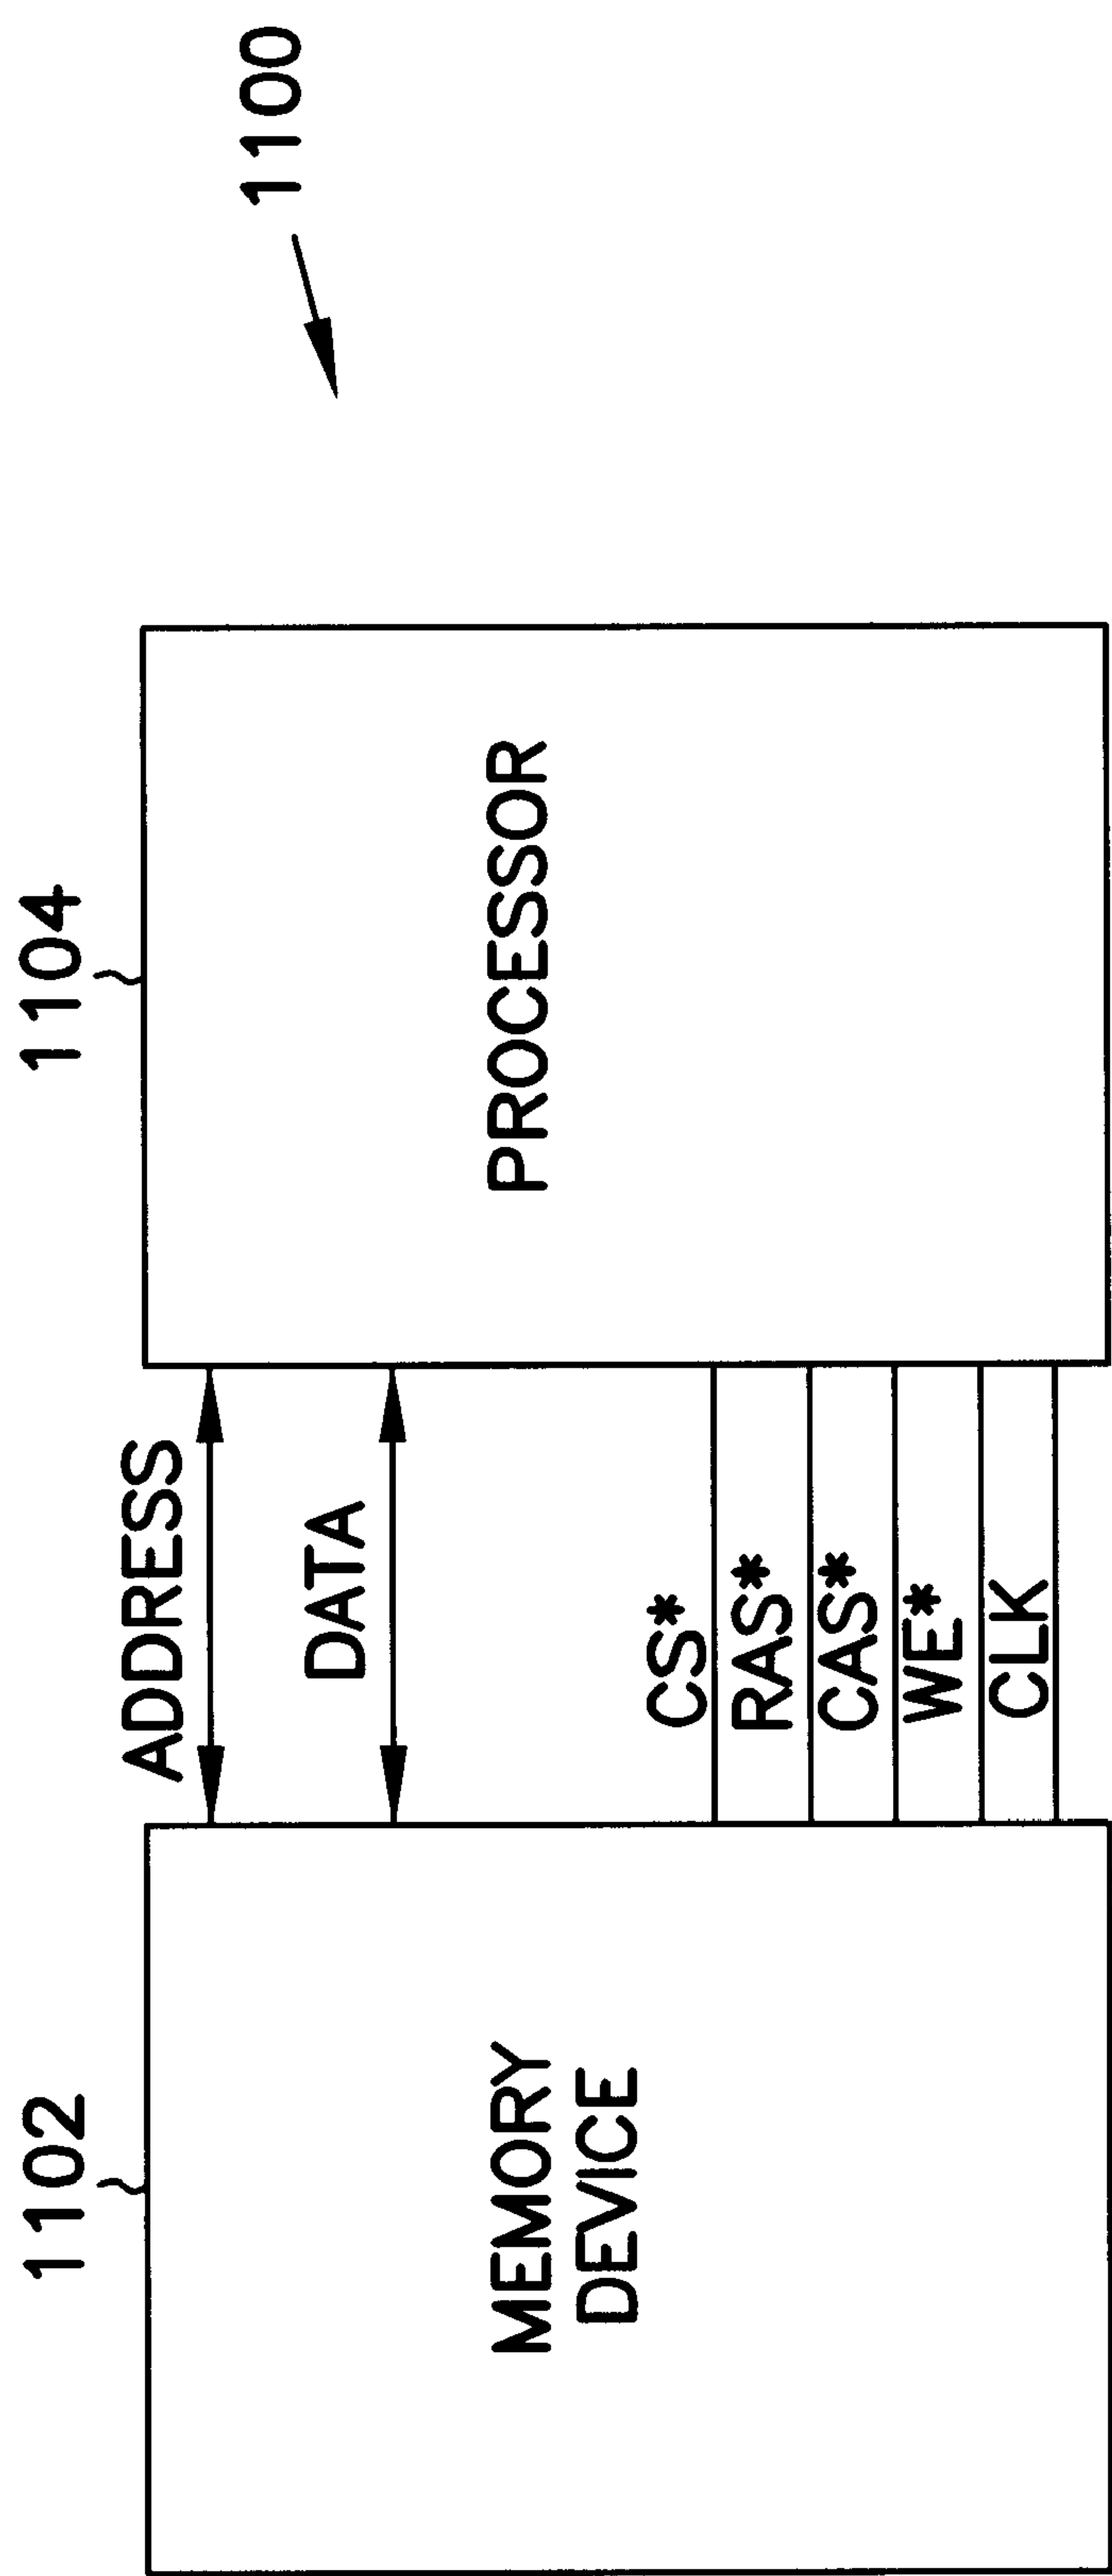 1100
1102
1104
ADDRESS
DATA
MEMORY
DEVICE
PROCESSOR
CS*
RAS*
CAS*
WE*
CLK